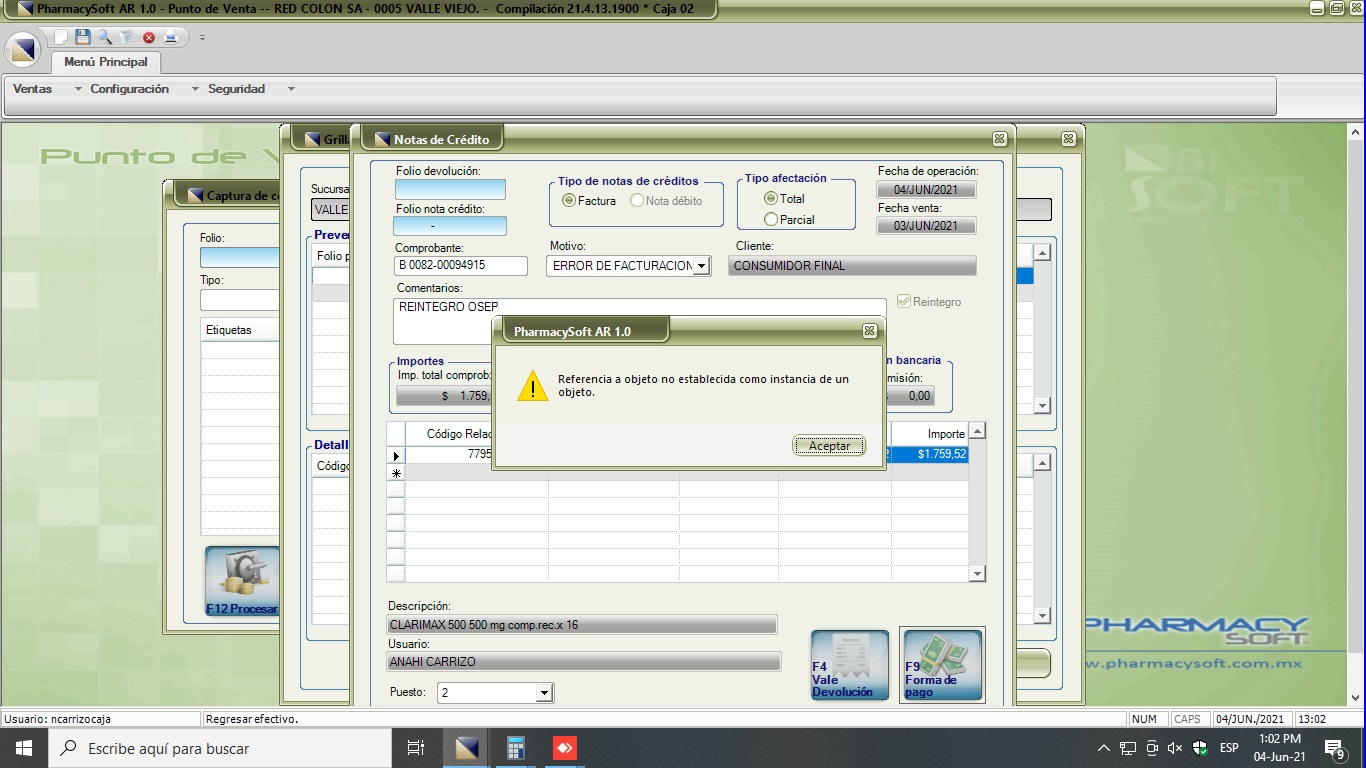 PharmacySoft AR 1.0 - Punto de Venta -- RED COLON SA - 0005 VALLE VIEJO. - Compilación 21.4.13.1900 * Caja 02
Menú Principal
Ventas Configuración Seguridad
Punto de V
BI
SOFT
Grill
Notas de Crédito
Captura de co
Folio:
Tipo:
Etiquetas
F12 Procesar
Sucursa
VALLE
Preve
Folio p
Detall
Código
Folio devolución:
Folio nota crédito:
-
Tipo de notas de créditos
Factura Nota débito
Tipo afectación
Total
Parcial
Fecha de operación:
04/JUN/2021
Fecha venta:
03/JUN/2021
Comprobante:
B 0082-00094915
Motivo:
ERROR DE FACTURACION
Cliente:
CONSUMIDOR FINAL
Comentarios:
REINTEGRO OSEP
Reintegro
Importes
Imp. total comprob:
$ 1.759,
n bancaria
misión:
0,00
PharmacySoft AR 1.0
Referencia a objeto no establecida como instancia de un
objeto.
Aceptar
Código Relac
Importe
7795
2
$1.759,52
Descripción:
CLARIMAX 500 500 mg comp.rec.x 16
Usuario:
ANAHI CARRIZO
Puesto:
2
F4
Vale
Devolución
F9
Forma de
pago
PHARMACY
SOFT
w.pharmacysoft.com.mx
Usuario: ncarrizocaja
Regresar efectivo.
NUM
CAPS
04/JUN./2021
13:02
Escribe aquí para buscar
ESP
1:02 PM
04-Jun-21
9